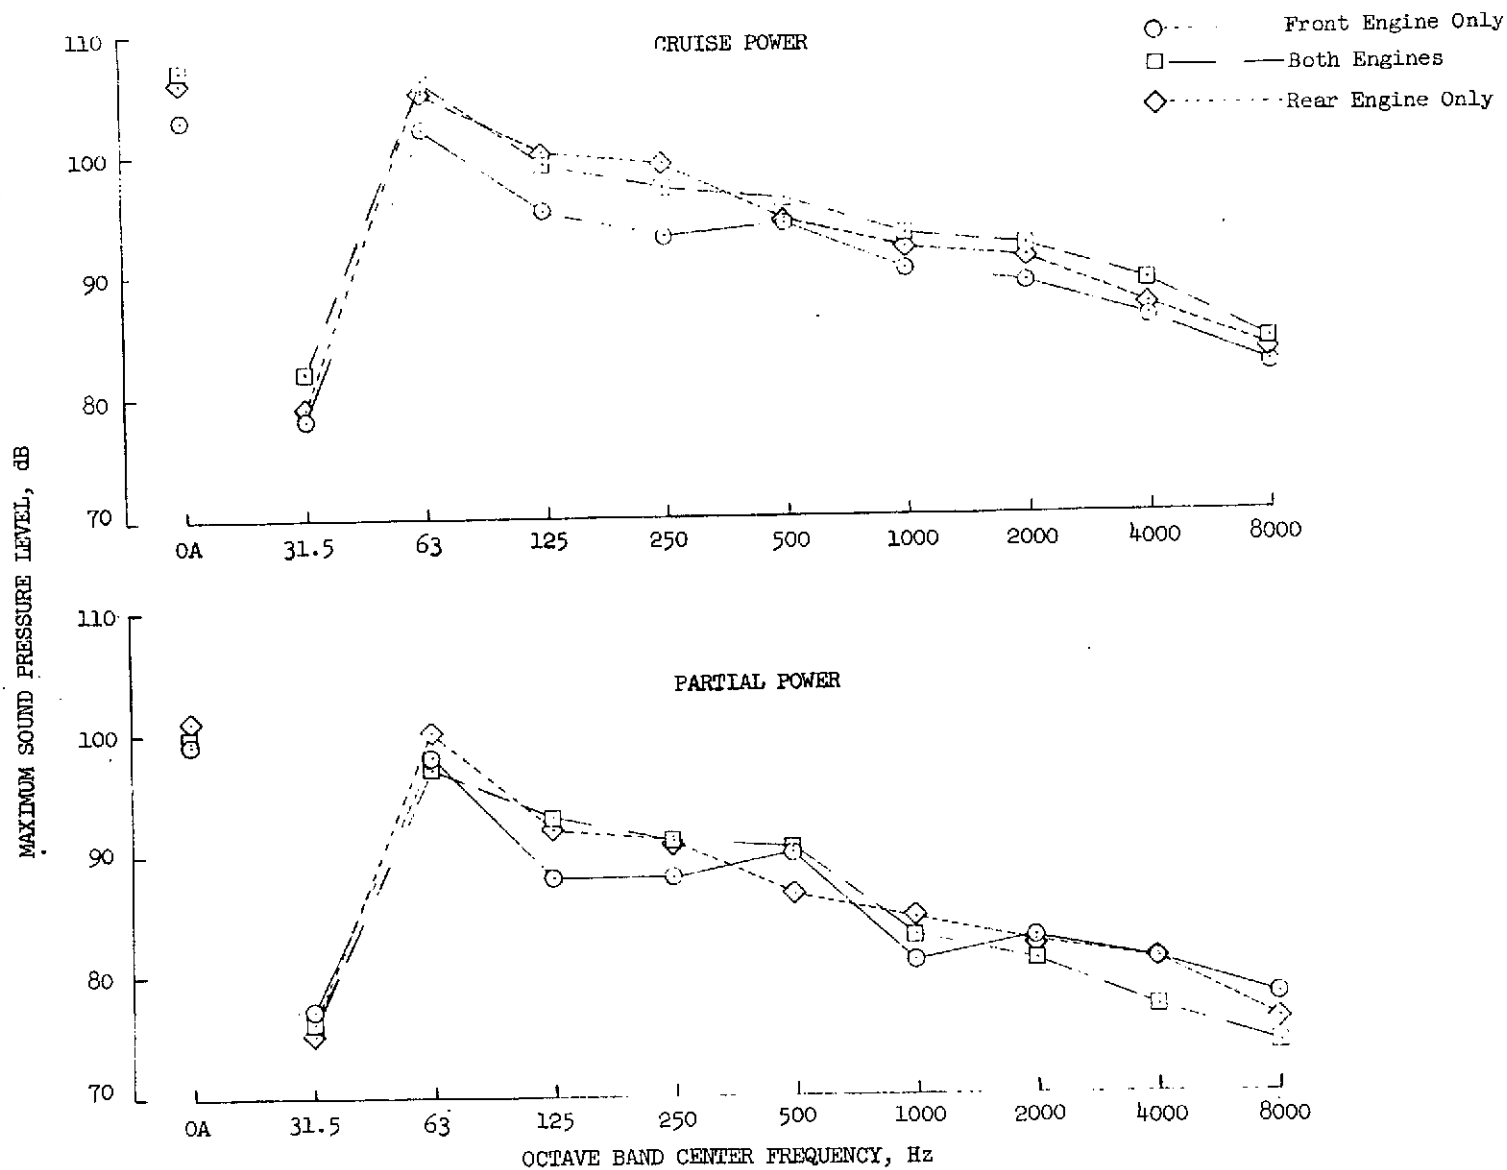 CRUISE POWER
Front Engine Only
Both Engines
Rear Engine Only
110
100
90
80
70
OA 31.5 63 125 250 500 1000 2000 4000 8000
MAXIMUM SOUND PRESSURE LEVEL, dB
PARTIAL POWER
110
100
90
80
70
OA 31.5 63 125 250 500 1000 2000 4000 8000
OCTAVE BAND CENTER FREQUENCY, Hz